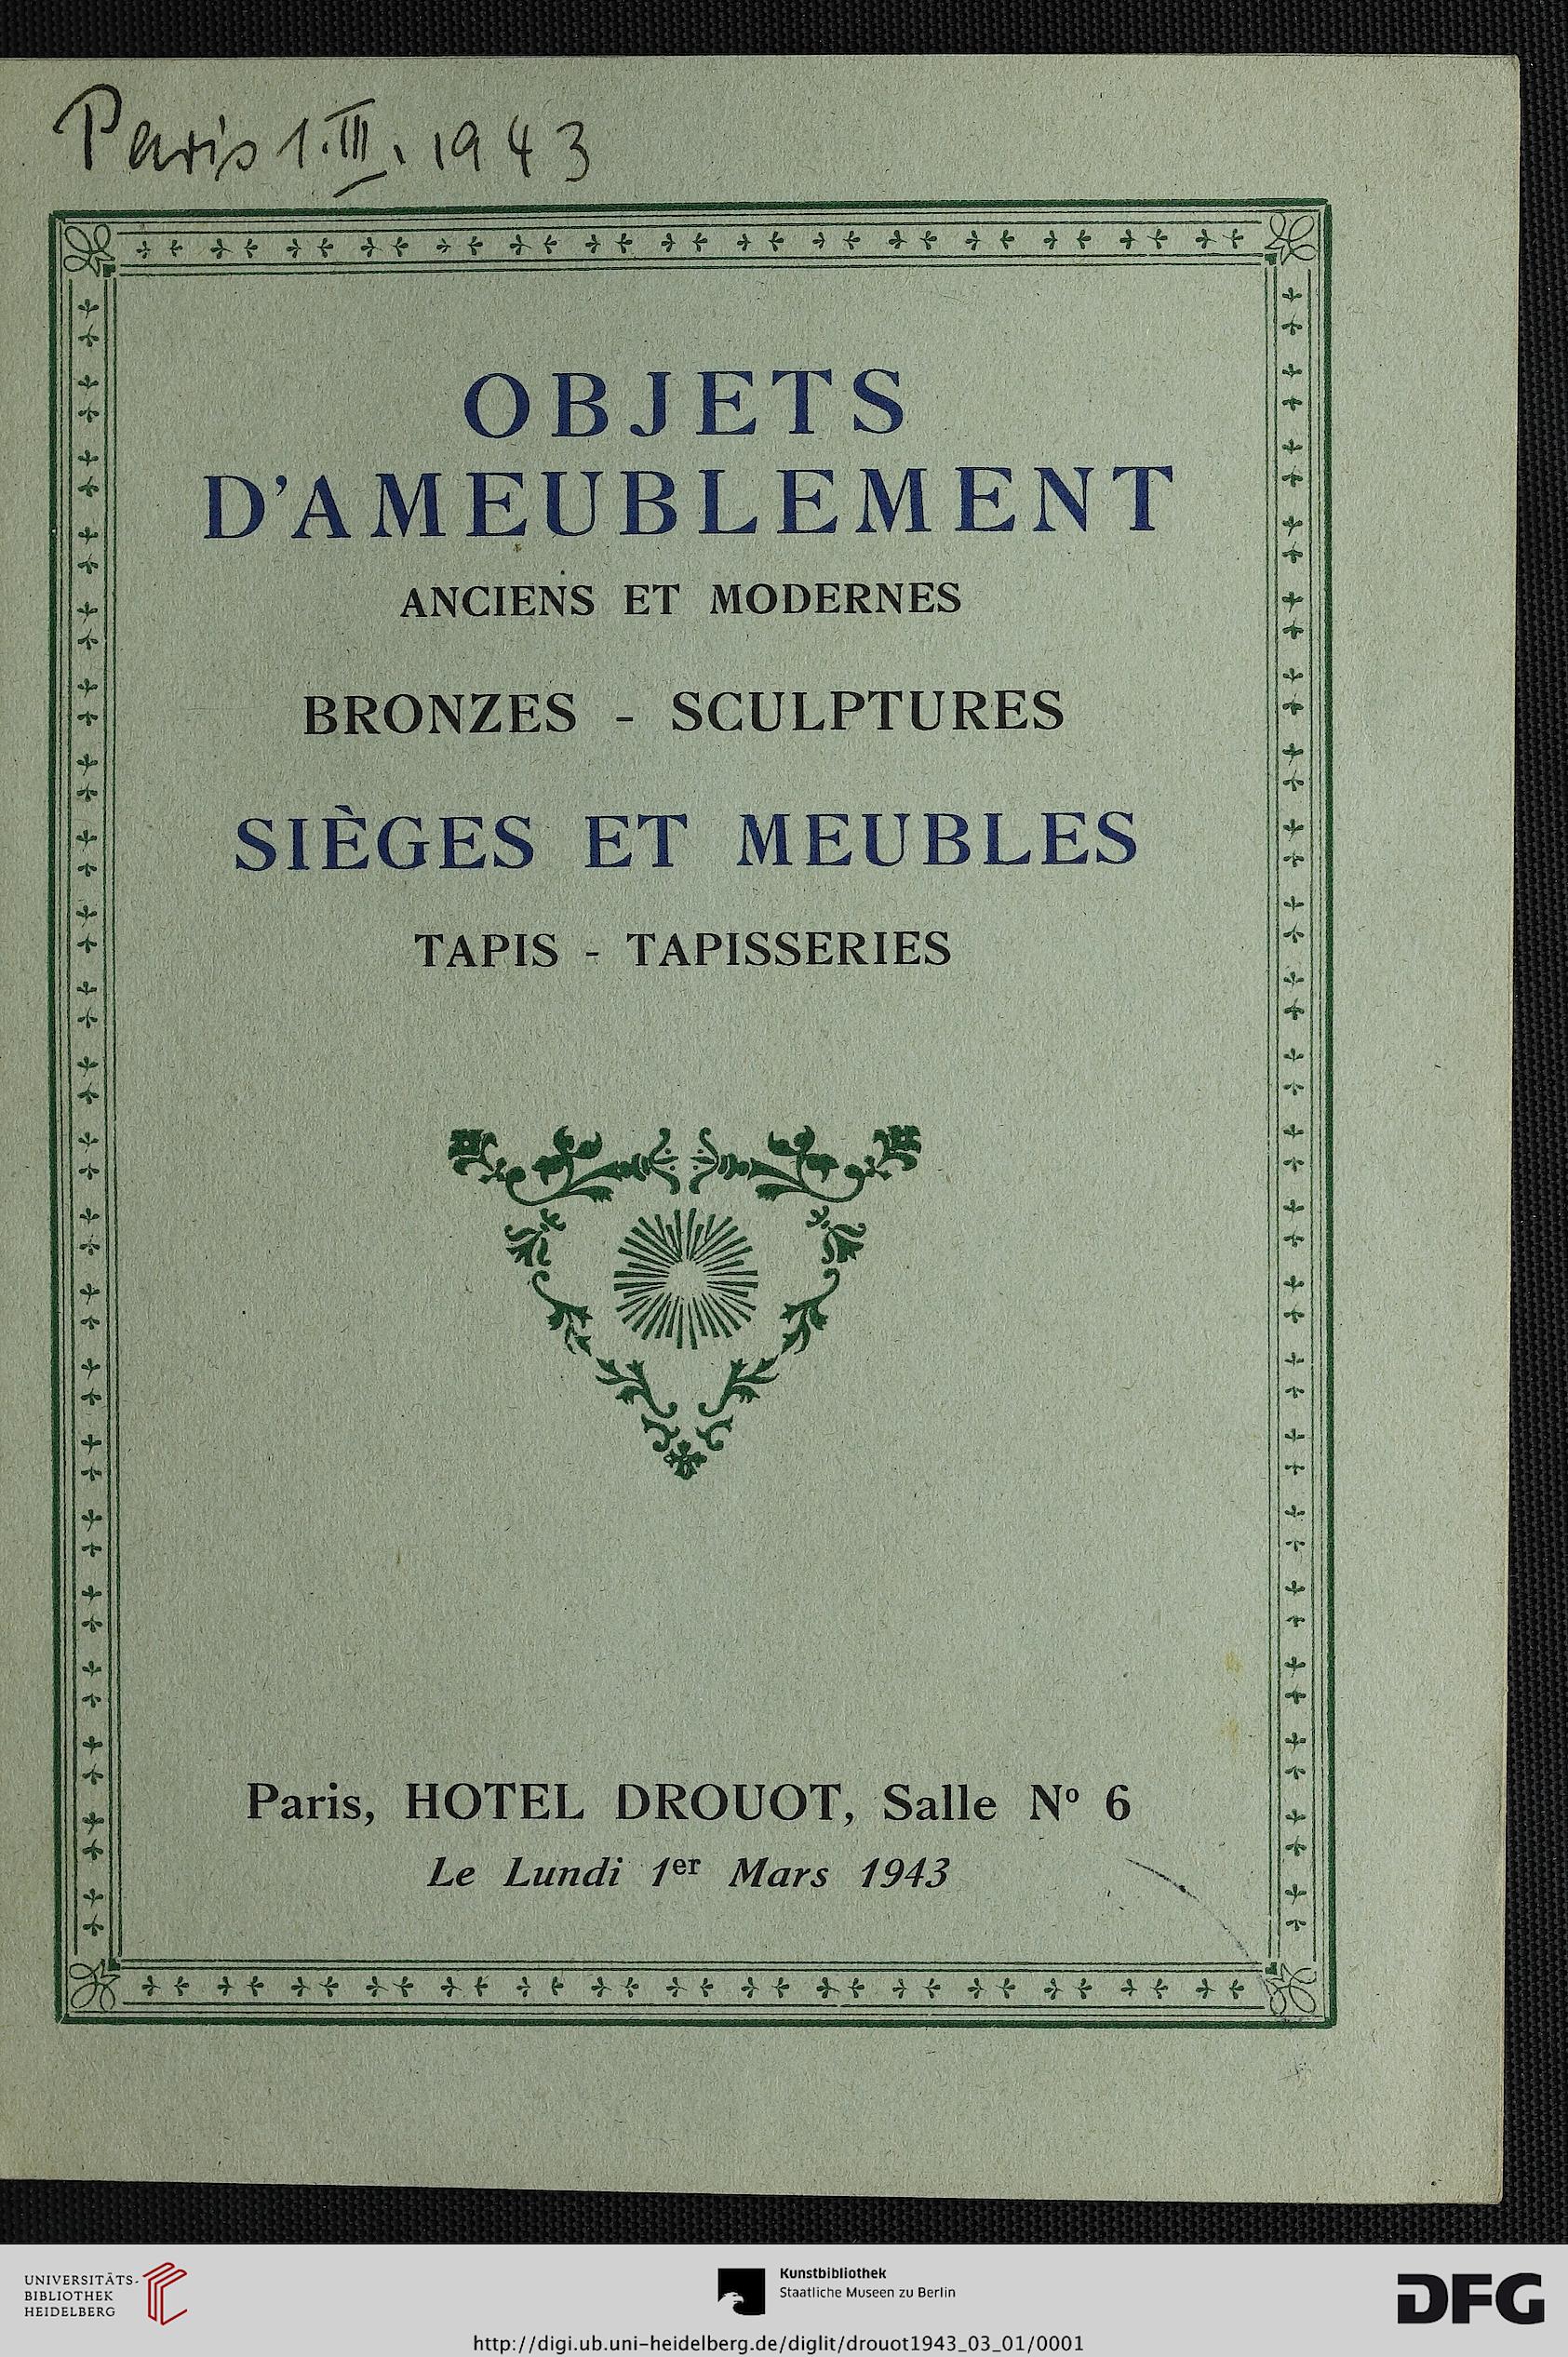 Paris 1.III.1943
OBJETS
D'AMEUBLEMENT
ANCIENS ET MODERNES
BRONZES - SCULPTURES
SIÈGES ET MEUBLES
TAPIS - TAPISSERIES
Paris, HOTEL DROUOT, Salle Nº 6
Le Lundi 1er Mars 1943
UNIVERSITÄTS-
BIBLIOTHEK
HEIDELBERG
Kunstbibliothek
Staatliche Museen zu Berlin
DFG
http://digi.ub.uni-heidelberg.de/diglit/drouot1943_03_01/0001